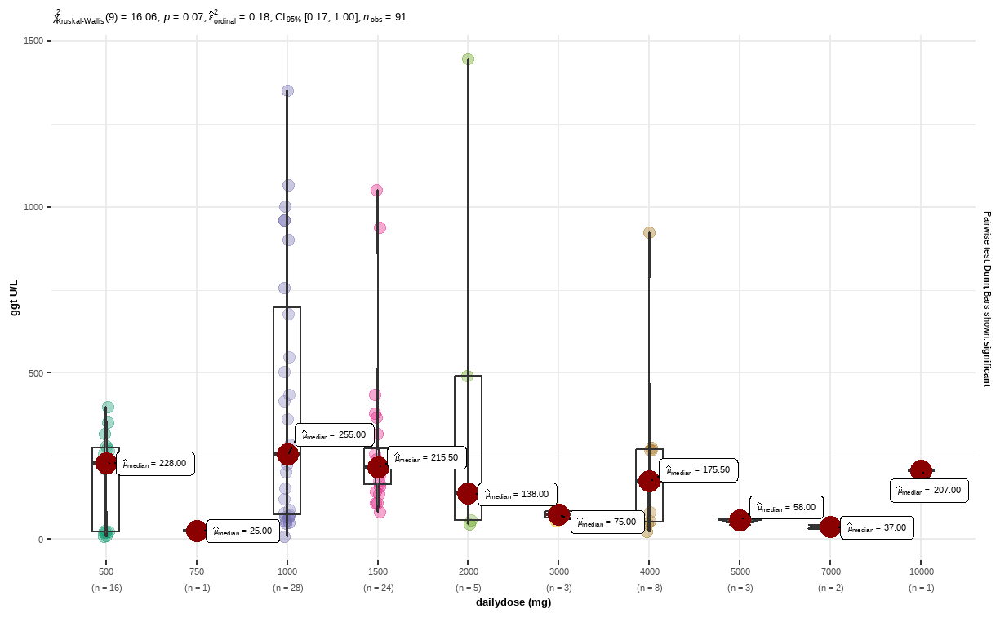 χ²Kruskal-Wallis(9) = 16.06, p = 0.07, ε̂²ordinal = 0.18, CI95% [0.17, 1.00], nobs = 91
1500
1000
500
0
ggt U/L
μ̂median = 228.00
μ̂median = 25.00
μ̂median = 255.00
μ̂median = 215.50
μ̂median = 138.00
μ̂median = 75.00
μ̂median = 175.50
μ̂median = 58.00
μ̂median = 37.00
μ̂median = 207.00
Pairwise test:Dunn, Bars shown:significant
500 750 1000 1500 2000 3000 4000 5000 7000 10000
(n = 16) (n = 1) (n = 28) (n = 24) (n = 5) (n = 3) (n = 8) (n = 3) (n = 2) (n = 1)
dailydose (mg)